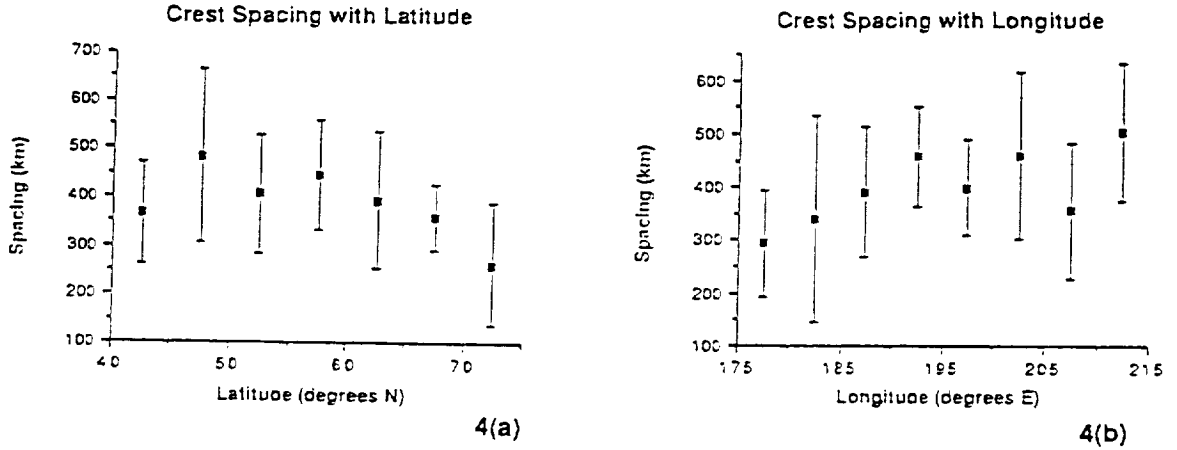 Crest Spacing with Latitude
700
600
500
400
300
200
100
40
50
60
70
Spacing (km)
Latitude (degrees N)
4(a)
Crest Spacing with Longitude
600
500
400
300
200
100
175
185
195
205
215
Spacing (km)
Longitude (degrees E)
4(b)